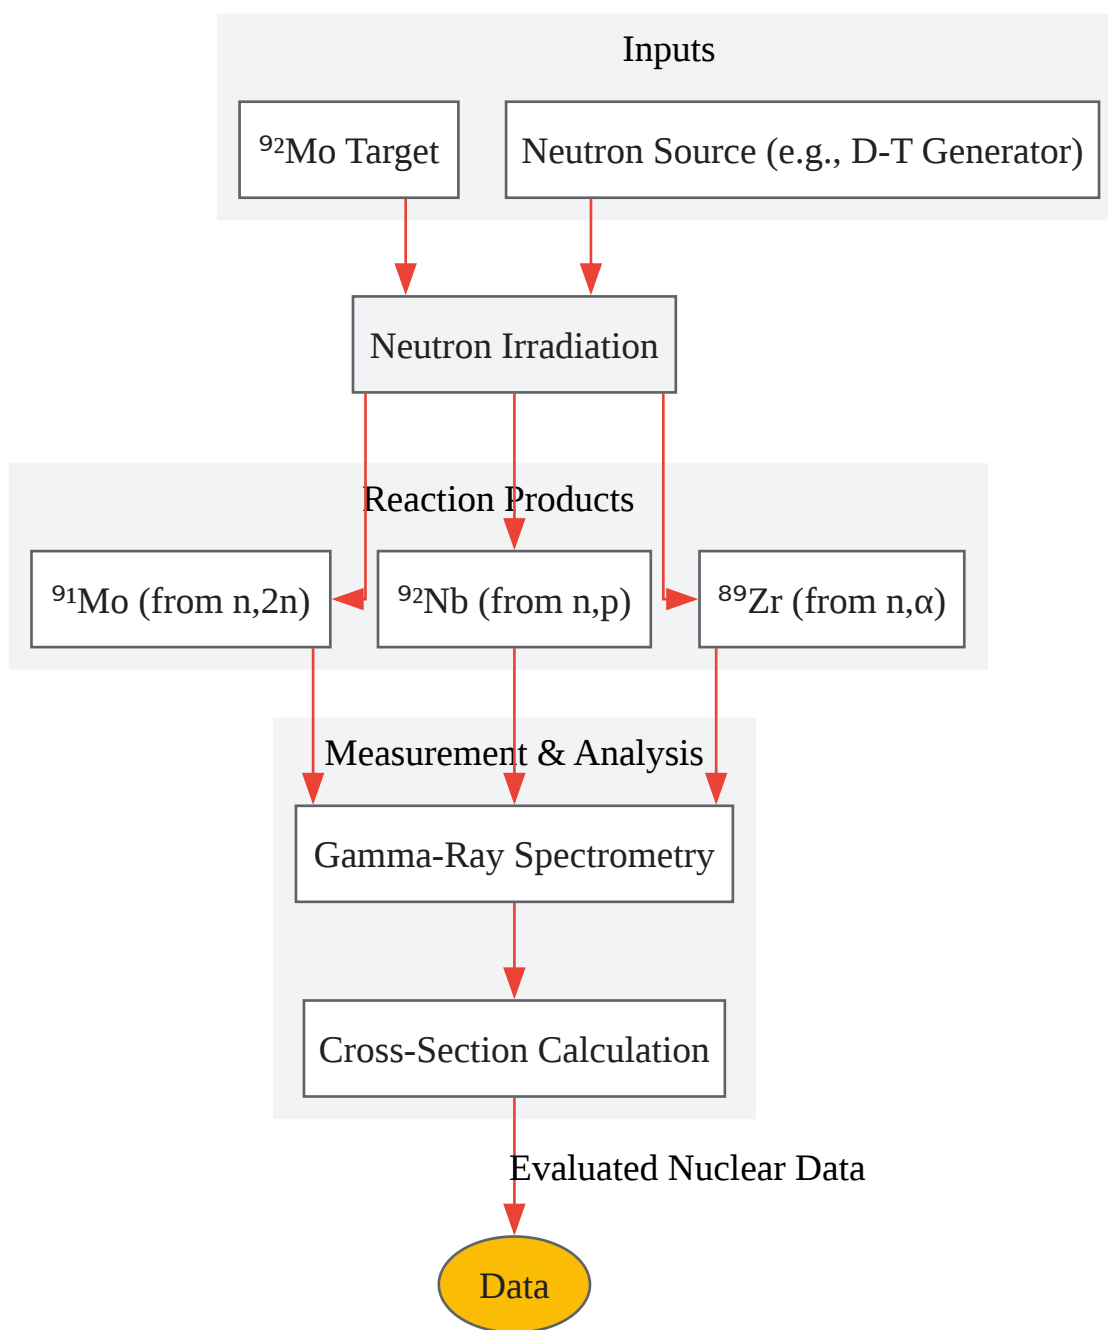 Inputs
⁹²Mo Target
Neutron Source (e.g., D-T Generator)
Neutron Irradiation
Reaction Products
⁹¹Mo (from n,2n)
⁹²Nb (from n,p)
⁸⁹Zr (from n,α)
Measurement & Analysis
Gamma-Ray Spectrometry
Cross-Section Calculation
Evaluated Nuclear Data
Data